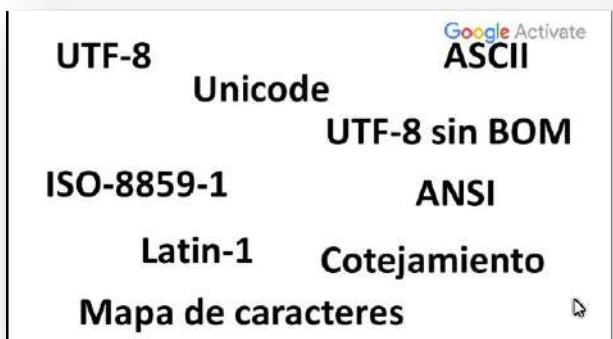 Google Activate
UTF-8
ASCII
Unicode
UTF-8 sin BOM
ISO-8859-1
ANSI
Latin-1
Cotejamiento
Mapa de caracteres